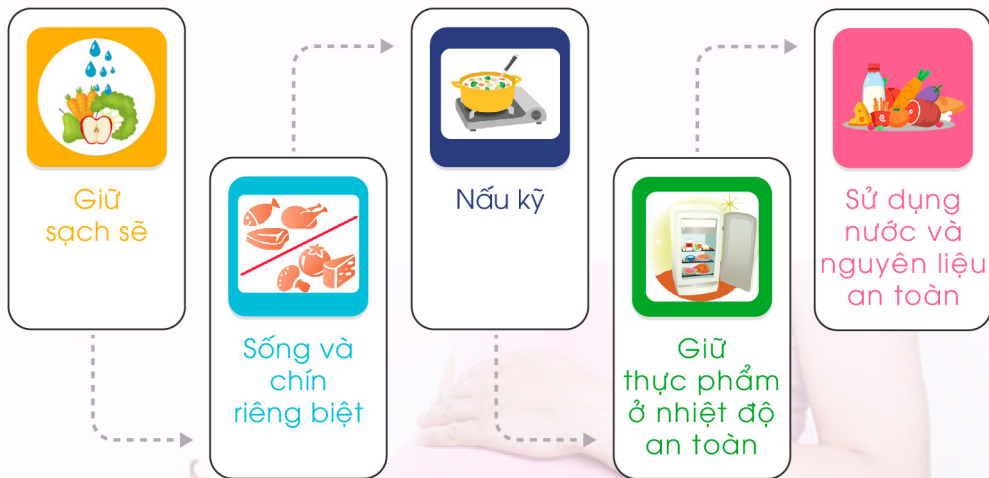 Giữ
sạch sẽ
Sống và
chín
riêng biệt
Nấu kỹ
Giữ
thực phẩm
ở nhiệt độ
an toàn
Sử dụng
nước và
nguyên liệu
an toàn